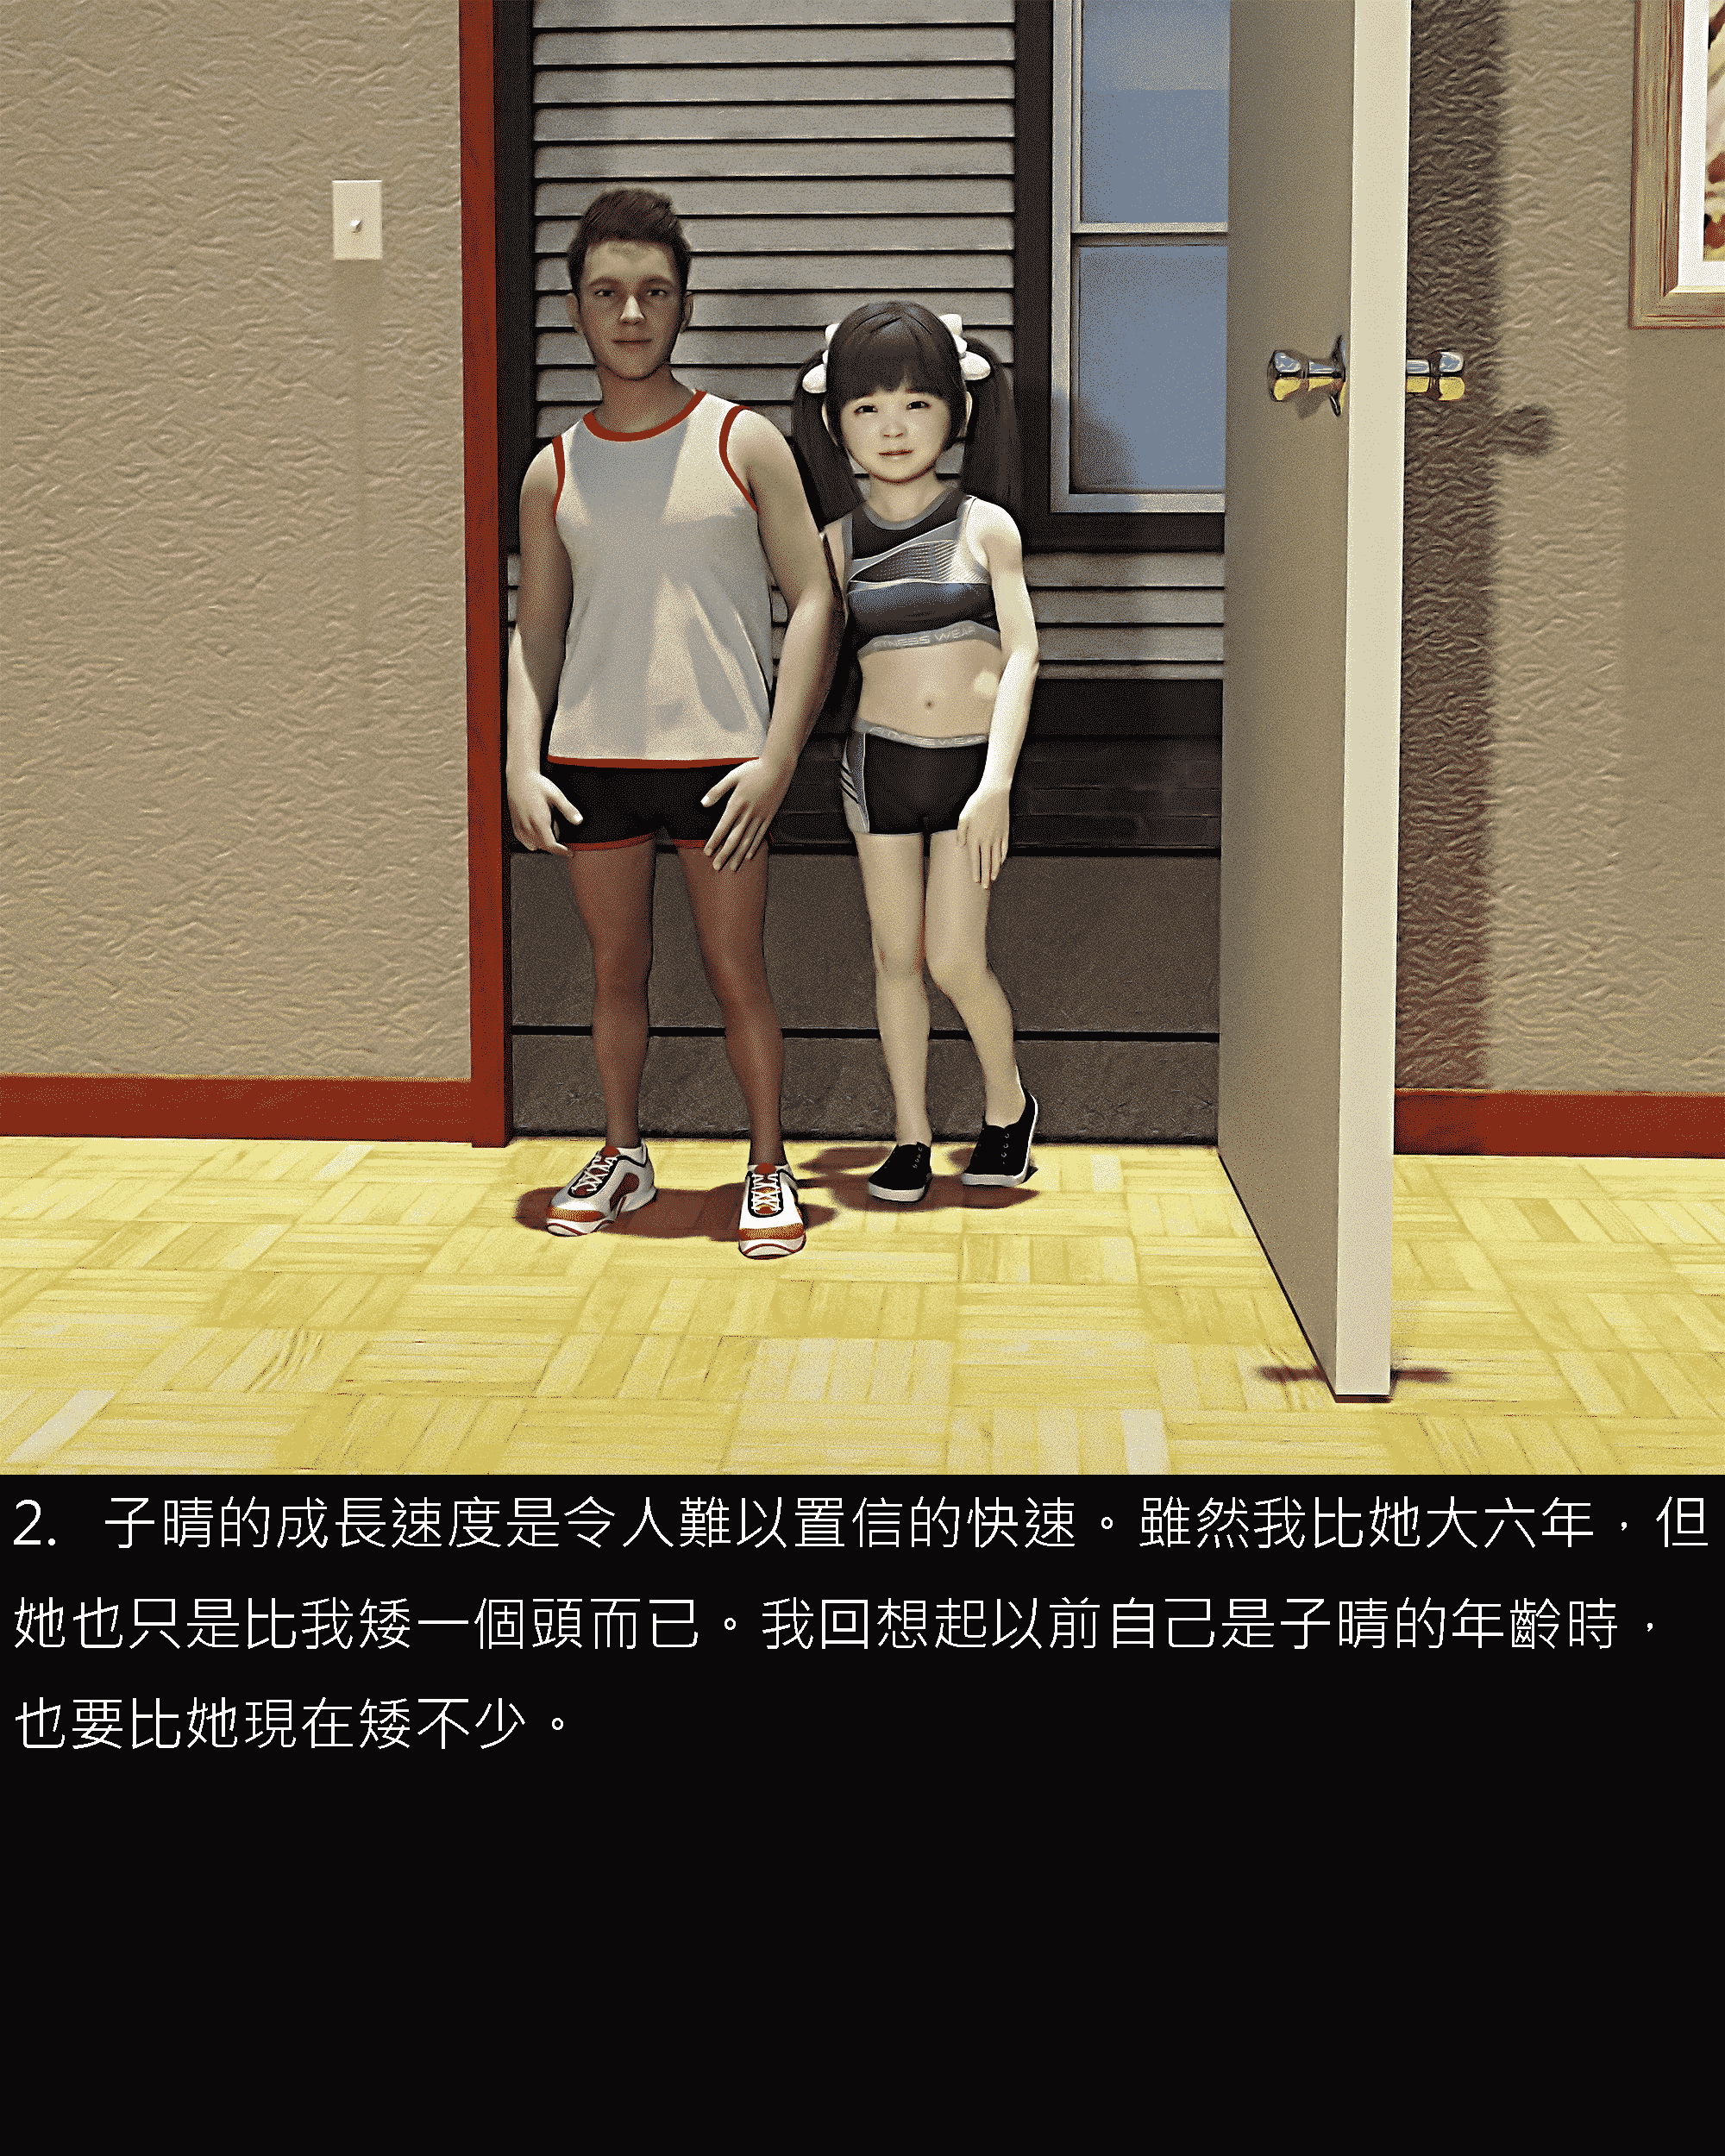 FITNESS WEAR
2. 子晴的成長速度是令人難以置信的快速。雖然我比她大六年，但
她也只是比我矮一個頭而已。我回想起以前自己是子晴的年齡時，
也要比她現在矮不少。